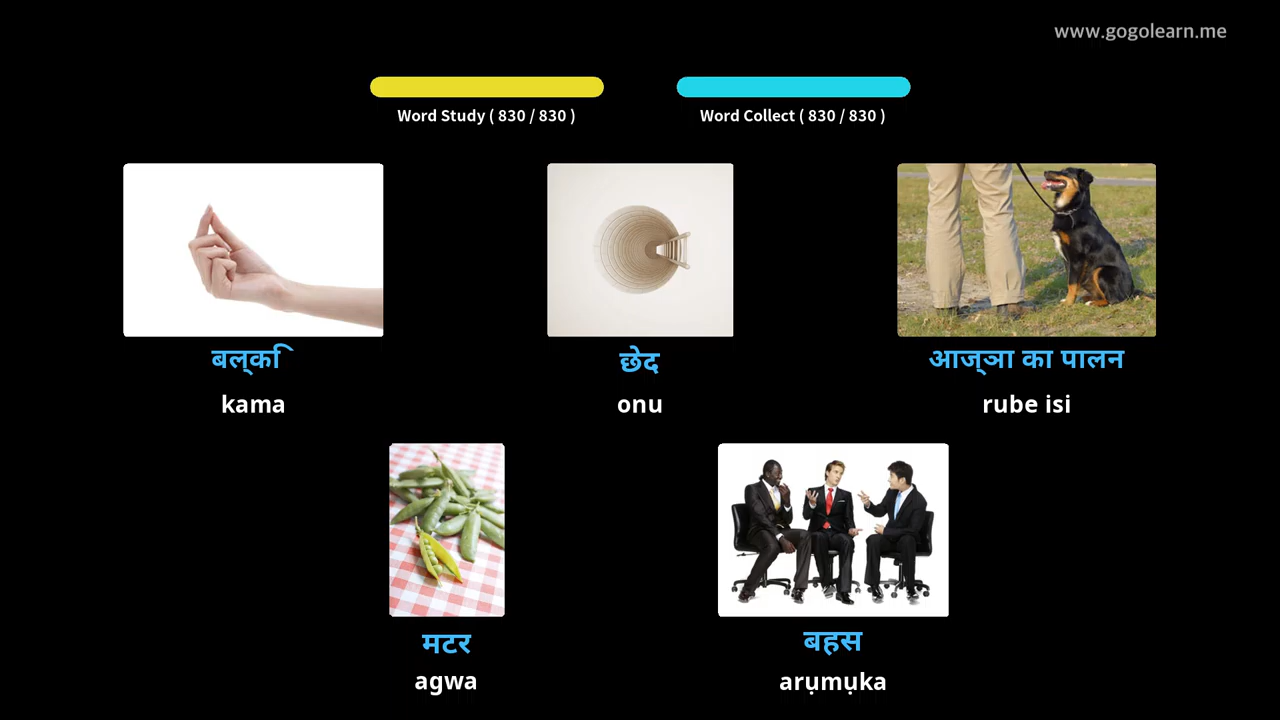 www.gogolearn.me
Word Study ( 830 / 830 )
Word Collect ( 830 / 830 )
बल्कि
kama
छेद
onu
आज्ञा का पालन
rube isi
मटर
agwa
बहस
arụmụka